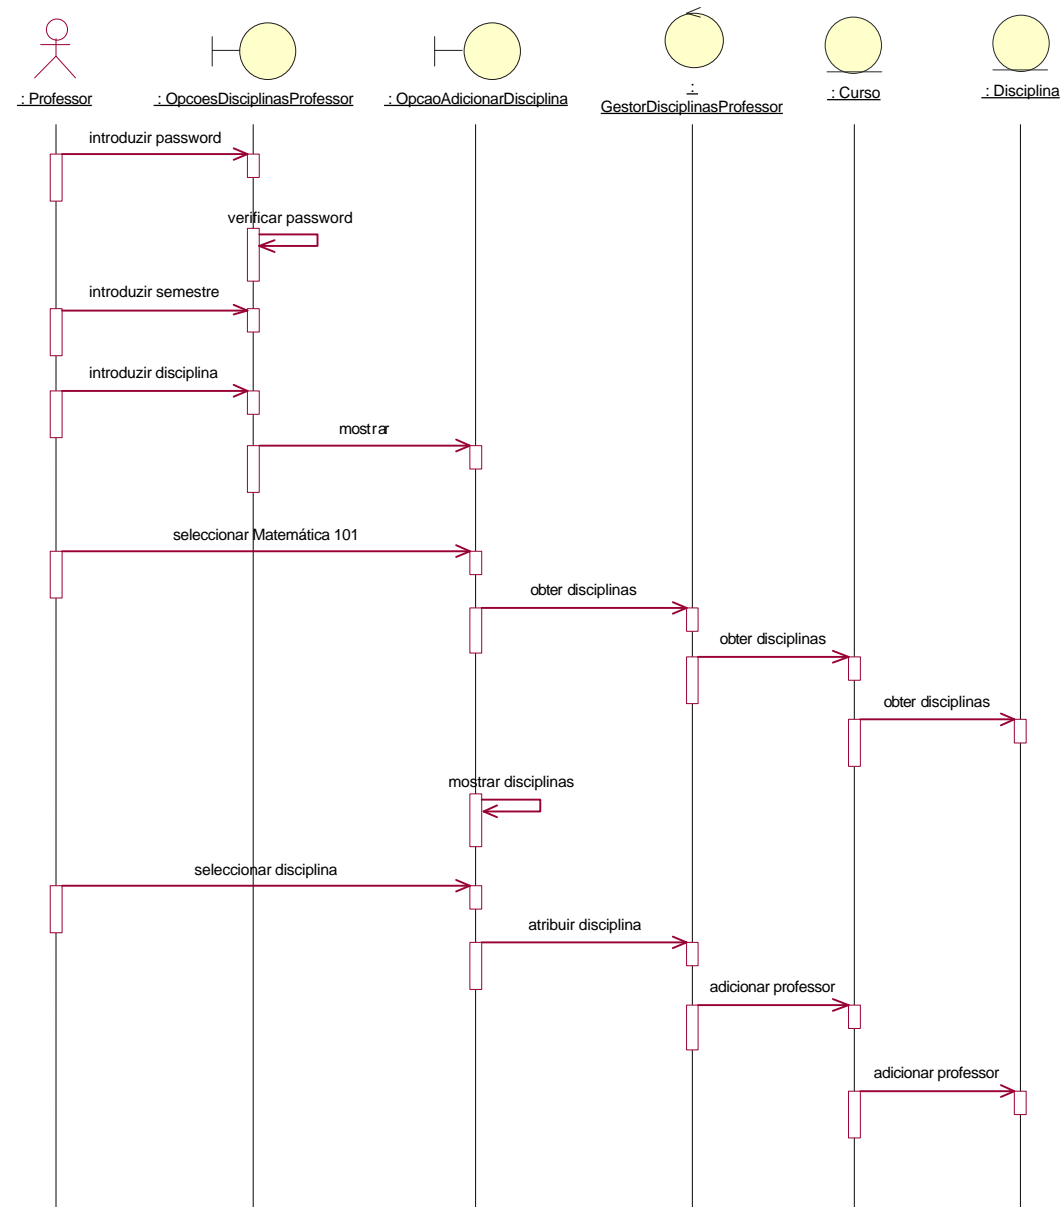 : Professor
: OpcoesDisciplinasProfessor
: OpcaoAdicionarDisciplina
:
GestorDisciplinasProfessor
: Curso
: Disciplina
introduzir password
verificar password
introduzir semestre
introduzir disciplina
mostrar
seleccionar Matemática 101
obter disciplinas
obter disciplinas
obter disciplinas
mostrar disciplinas
seleccionar disciplina
atribuir disciplina
adicionar professor
adicionar professor